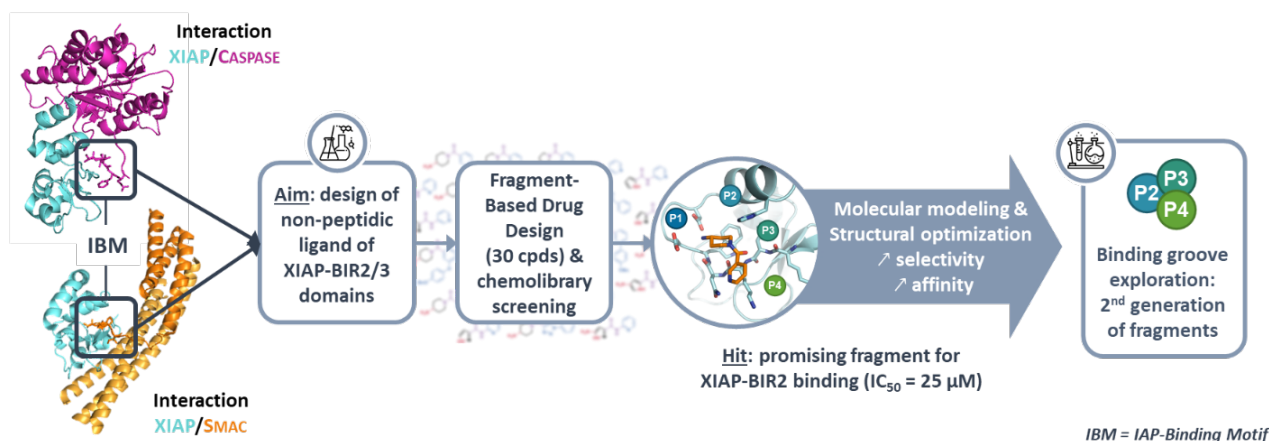 Interaction
XIAP/CASPASE
IBM
Interaction
XIAP/SMAC
Aim: design of
non-peptidic
ligand of
XIAP-BIR2/3
domains
Fragment-
Based Drug
Design
(30 cpds) &
chemolibrary
screening
P1
P2
P3
P4
Hit: promising fragment for
XIAP-BIR2 binding (IC50 = 25 µM)
Molecular modeling &
Structural optimization
↗ selectivity
↗ affinity
P2
P3
P4
Binding groove
exploration:
2nd generation
of fragments
IBM = IAP-Binding Motif